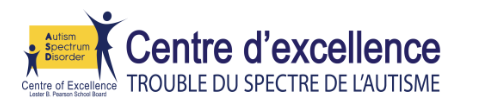 Autism
Spectrum
Disorder
Centre of Excellence
Lester B. Pearson School Board
Centre d'excellence
TROUBLE DU SPECTRE DE L'AUTISME